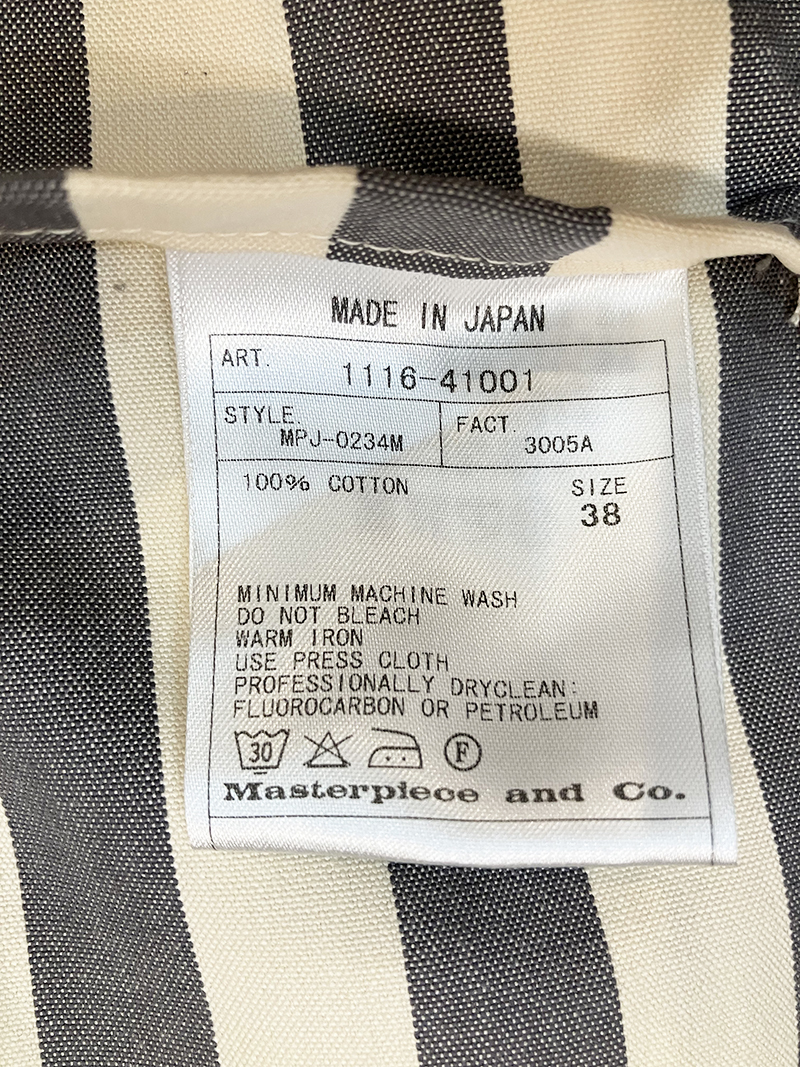 MADE IN JAPAN
ART. 1116-41001
STYLE. MPJ-0234M
FACT. 3005A
100% COTTON
SIZE
38
MINIMUM MACHINE WASH
DO NOT BLEACH
WARM IRON
USE PRESS CLOTH
PROFESSIONALLY DRYCLEAN:
FLUOROCARBON OR PETROLEUM
30 F
Masterpiece and Co.